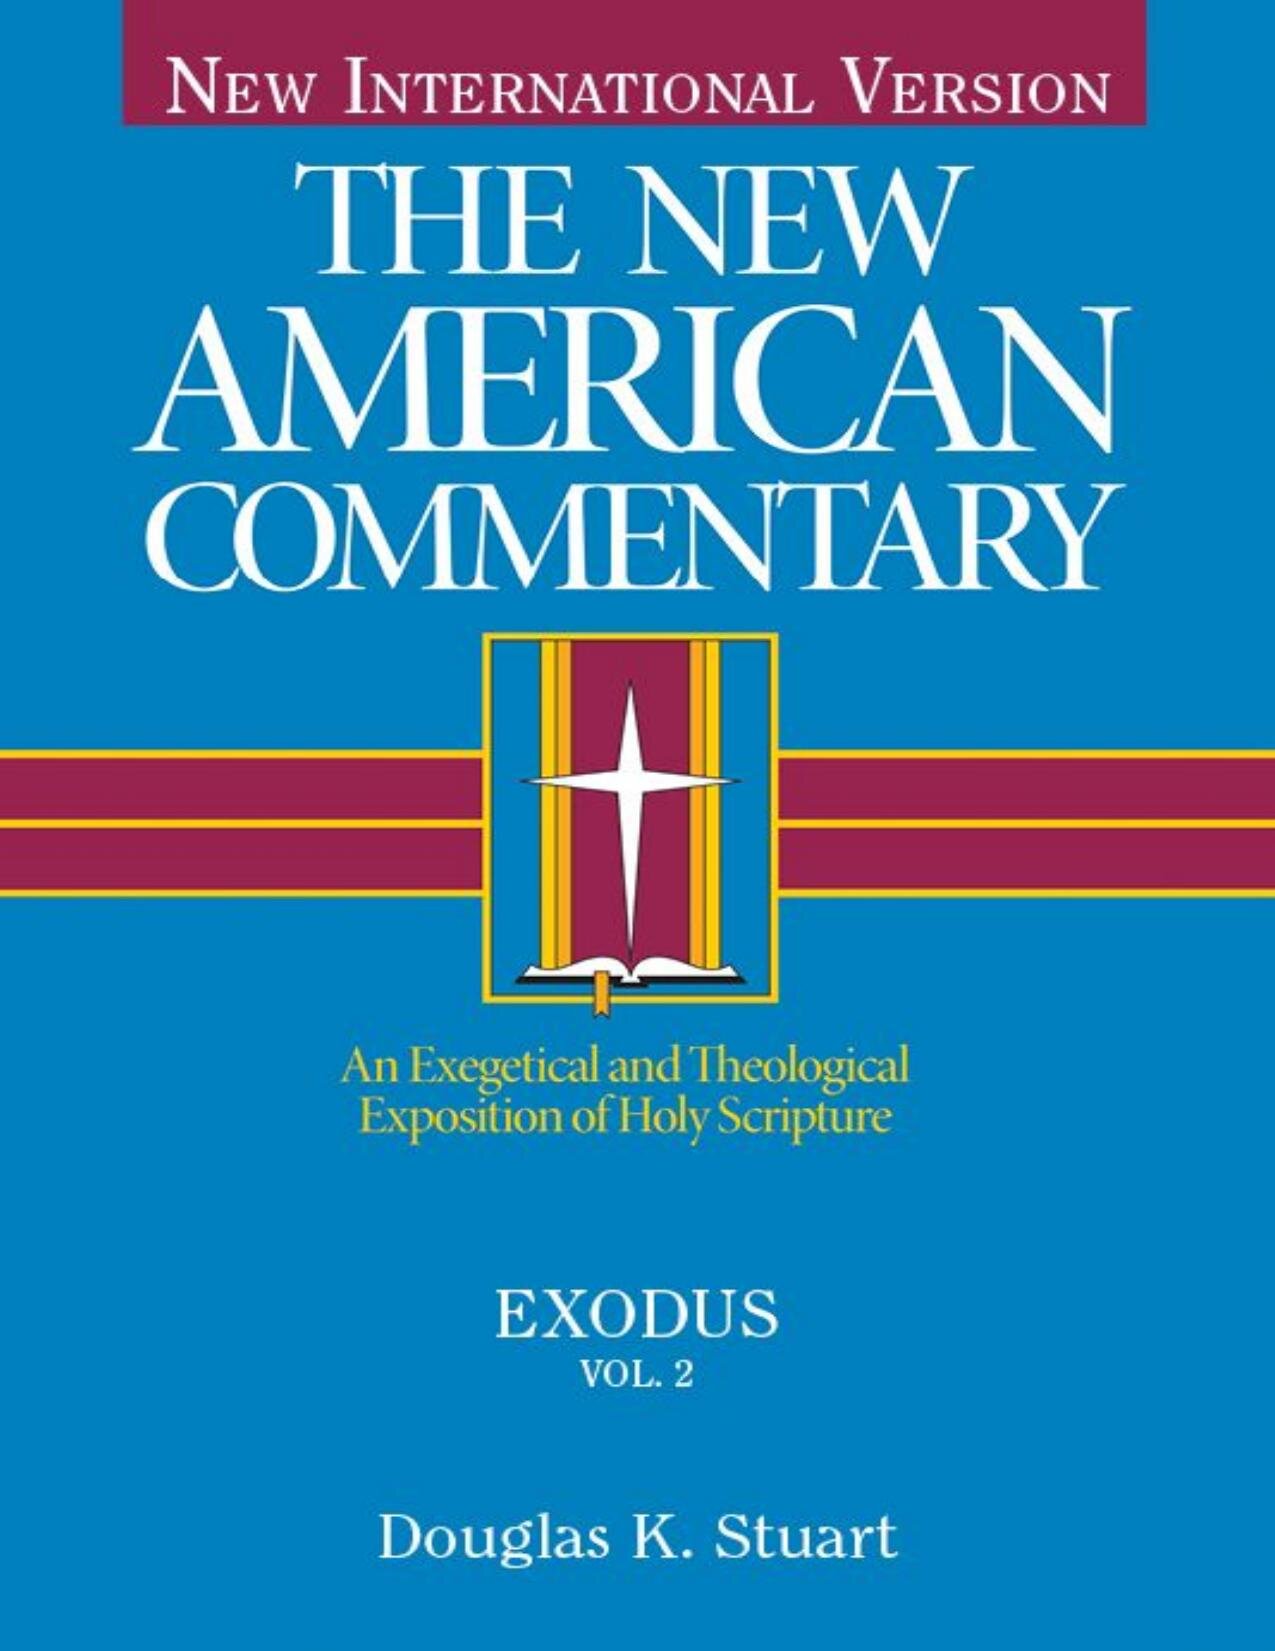 NEW INTERNATIONAL VERSION
THE NEW
AMERICAN
COMMENTARY
An Exegetical and Theological
Exposition of Holy Scripture
EXODUS
VOL. 2
Douglas K. Stuart